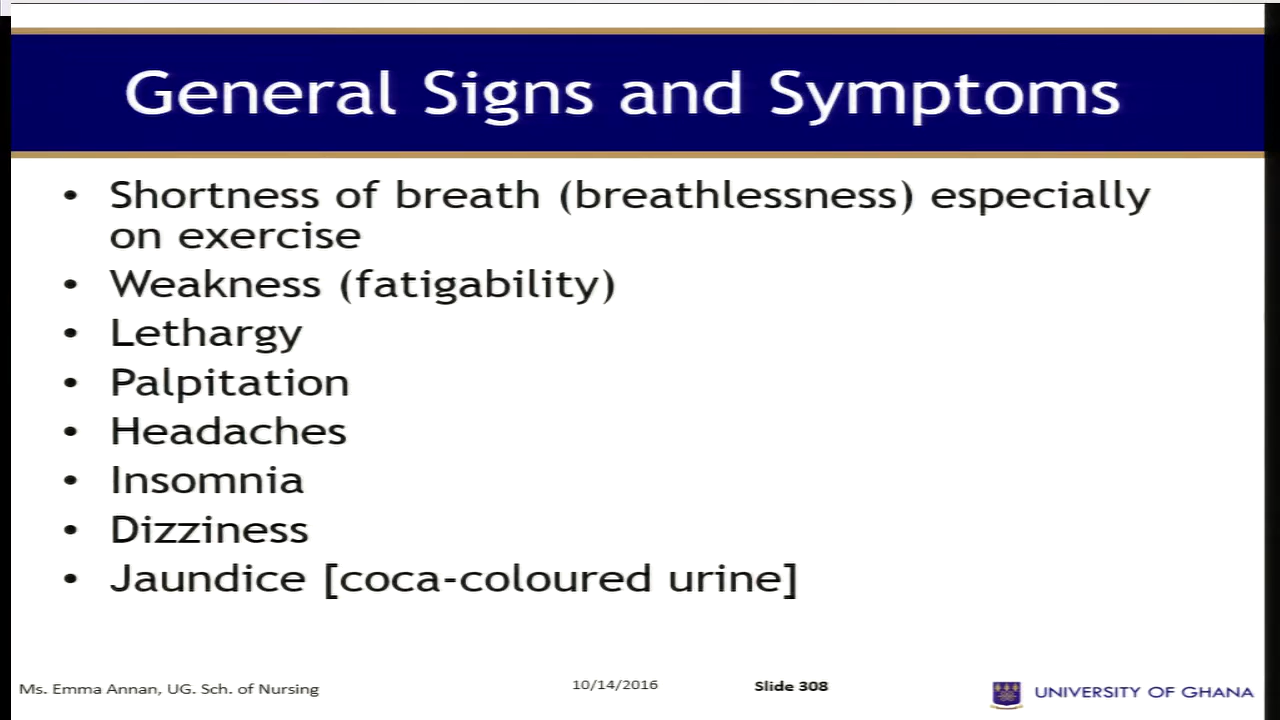 General Signs and Symptoms
• Shortness of breath (breathlessness) especially
on exercise
• Weakness (fatigability)
• Lethargy
• Palpitation
• Headaches
• Insomnia
• Dizziness
• Jaundice [coca-coloured urine]
Ms. Emma Annan, UG. Sch. of Nursing
10/14/2016
Slide 308
UNIVERSITY OF GHANA